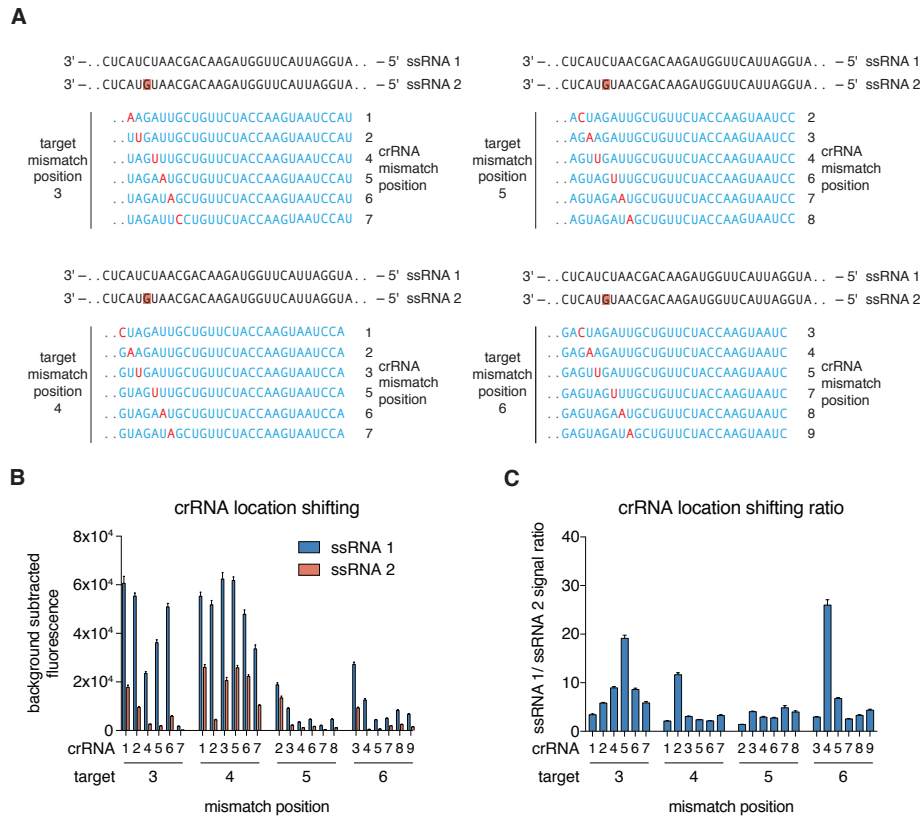 A
3' –..CUCAUCUAACGACAAGAUGGUUCAUUAGGUA.. –5' ssRNA 1
3' –..CUCAUGUAACGACAAGAUGGUUCAUUAGGUA.. –5' ssRNA 2
target mismatch position 3
..AAGAUUGCUGUUCUACCAAGUAAUCCAU 1
..UUGAUUGCUGUUCUACCAAGUAAUCCAU 2
..UAGUUUGCUGUUCUACCAAGUAAUCCAU 4
..UAGAAUGCUGUUCUACCAAGUAAUCCAU 5
..UAGAUAGCUGUUCUACCAAGUAAUCCAU 6
..UAGAUUCCUGUUCUACCAAGUAAUCCAU 7
crRNA mismatch position
3' –..CUCAUCUAACGACAAGAUGGUUCAUUAGGUA.. –5' ssRNA 1
3' –..CUCAUGUAACGACAAGAUGGUUCAUUAGGUA.. –5' ssRNA 2
target mismatch position 5
..ACUAGAUUGCUGUUCUACCAAGUAAUCC 2
..AGAAGAUUGCUGUUCUACCAAGUAAUCC 3
..AGUUGAUUGCUGUUCUACCAAGUAAUCC 4
..AGUAGUUUGCUGUUCUACCAAGUAAUCC 6
..AGUAGAAUGCUGUUCUACCAAGUAAUCC 7
..AGUAGAUAGCUGUUCUACCAAGUAAUCC 8
crRNA mismatch position
3' –..CUCAUCUAACGACAAGAUGGUUCAUUAGGUA.. –5' ssRNA 1
3' –..CUCAUGUAACGACAAGAUGGUUCAUUAGGUA.. –5' ssRNA 2
target mismatch position 4
..CUAGAUUGCUGUUCUACCAAGUAAUCCA 1
..GAAGAUUGCUGUUCUACCAAGUAAUCCA 2
..GUUGAUUGCUGUUCUACCAAGUAAUCCA 3
..GUAGUUUGCUGUUCUACCAAGUAAUCCA 5
..GUAGAAUGCUGUUCUACCAAGUAAUCCA 6
..GUAGAUAGCUGUUCUACCAAGUAAUCCA 7
crRNA mismatch position
3' –..CUCAUCUAACGACAAGAUGGUUCAUUAGGUA.. –5' ssRNA 1
3' –..CUCAUGUAACGACAAGAUGGUUCAUUAGGUA.. –5' ssRNA 2
target mismatch position 6
..GACUAGAUUGCUGUUCUACCAAGUAAUC 3
..GAGAAGAUUGCUGUUCUACCAAGUAAUC 4
..GAGUUGAUUGCUGUUCUACCAAGUAAUC 5
..GAGUAGUUUGCUGUUCUACCAAGUAAUC 7
..GAGUAGAAUGCUGUUCUACCAAGUAAUC 8
..GAGUAGAUAGCUGUUCUACCAAGUAAUC 9
crRNA mismatch position
B
crRNA location shifting
background subtracted fluorescence
8x10⁴
6x10⁴
4x10⁴
2x10⁴
0
ssRNA 1
ssRNA 2
crRNA 1 2 4 5 6 7 1 2 3 5 6 7 2 3 4 6 7 8 3 4 5 7 8 9
target 3 4 5 6
mismatch position
C
crRNA location shifting ratio
ssRNA 1/ ssRNA 2 signal ratio
40
30
20
10
0
crRNA 1 2 4 5 6 7 1 2 3 5 6 7 2 3 4 6 7 8 3 4 5 7 8 9
target 3 4 5 6
mismatch position